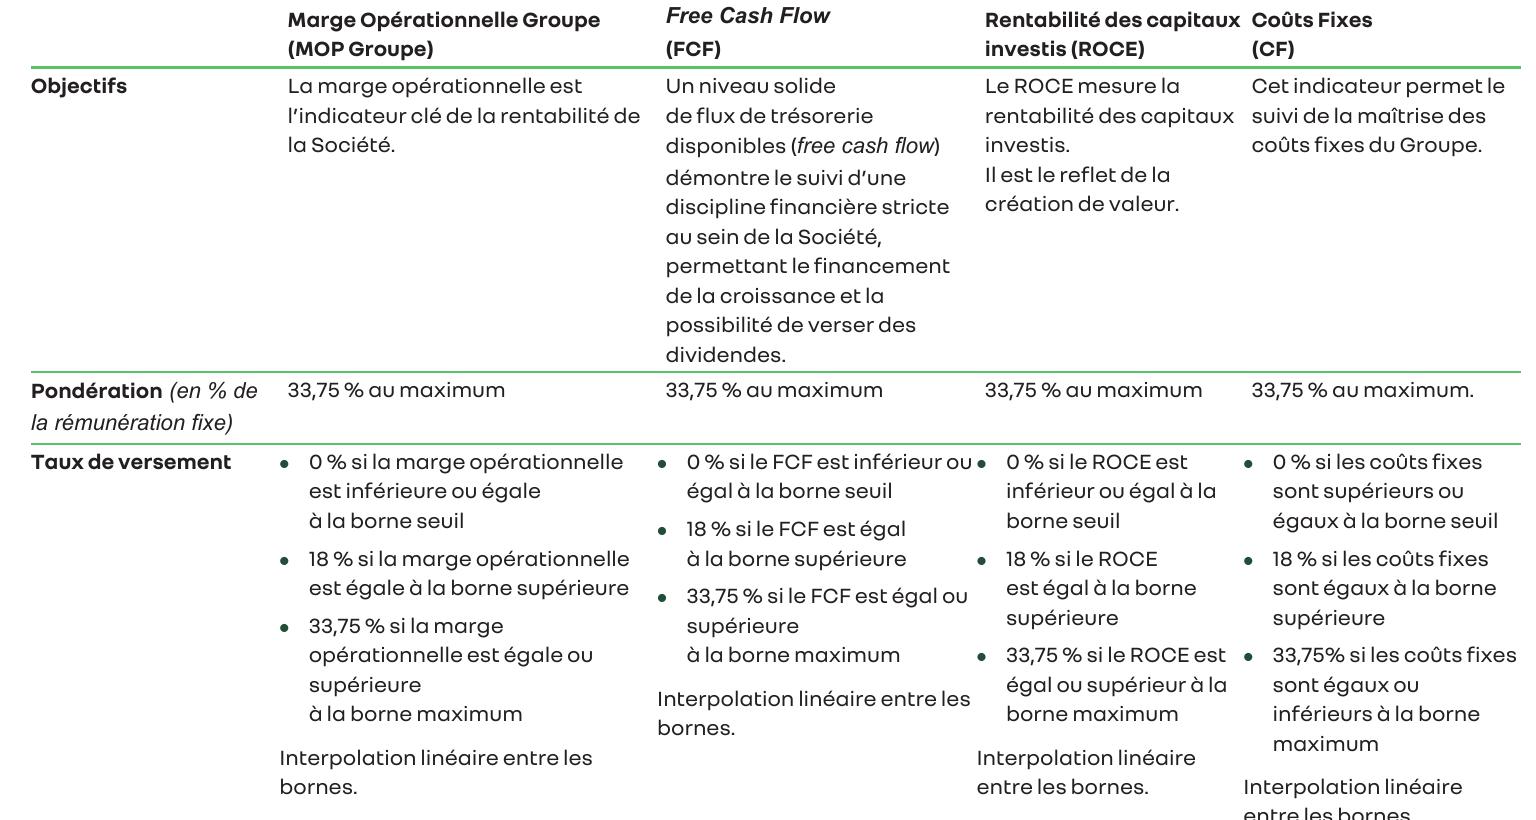 Marge Opérationnelle Groupe
(MOP Groupe)
Free Cash Flow
(FCF)
Rentabilité des capitaux
investis (ROCE)
Coûts Fixes
(CF)
Objectifs
La marge opérationnelle est
l’indicateur clé de la rentabilité de
la Société.
Un niveau solide
de flux de trésorerie
disponibles (free cash flow)
démontre le suivi d’une
discipline financière stricte
au sein de la Société,
permettant le financement
de la croissance et la
possibilité de verser des
dividendes.
Le ROCE mesure la
rentabilité des capitaux
investis.
Il est le reflet de la
création de valeur.
Cet indicateur permet le
suivi de la maîtrise des
coûts fixes du Groupe.
Pondération (en % de
la rémunération fixe)
33,75 % au maximum
33,75 % au maximum
33,75 % au maximum
33,75 % au maximum.
Taux de versement
• 0 % si la marge opérationnelle
est inférieure ou égale
à la borne seuil
• 18 % si la marge opérationnelle
est égale à la borne supérieure
• 33,75 % si la marge
opérationnelle est égale ou
supérieure
à la borne maximum
Interpolation linéaire entre les
bornes.
• 0 % si le FCF est inférieur ou
égal à la borne seuil
• 18 % si le FCF est égal
à la borne supérieure
• 33,75 % si le FCF est égal ou
supérieure
à la borne maximum
Interpolation linéaire entre les
bornes.
• 0 % si le ROCE est
inférieur ou égal à la
borne seuil
• 18 % si le ROCE
est égal à la borne
supérieure
• 33,75 % si le ROCE est
égal ou supérieur à la
borne maximum
Interpolation linéaire
entre les bornes.
• 0 % si les coûts fixes
sont supérieurs ou
égaux à la borne seuil
• 18 % si les coûts fixes
sont égaux à la borne
supérieure
• 33,75% si les coûts fixes
sont égaux ou
inférieurs à la borne
maximum
Interpolation linéaire
entre les bornes